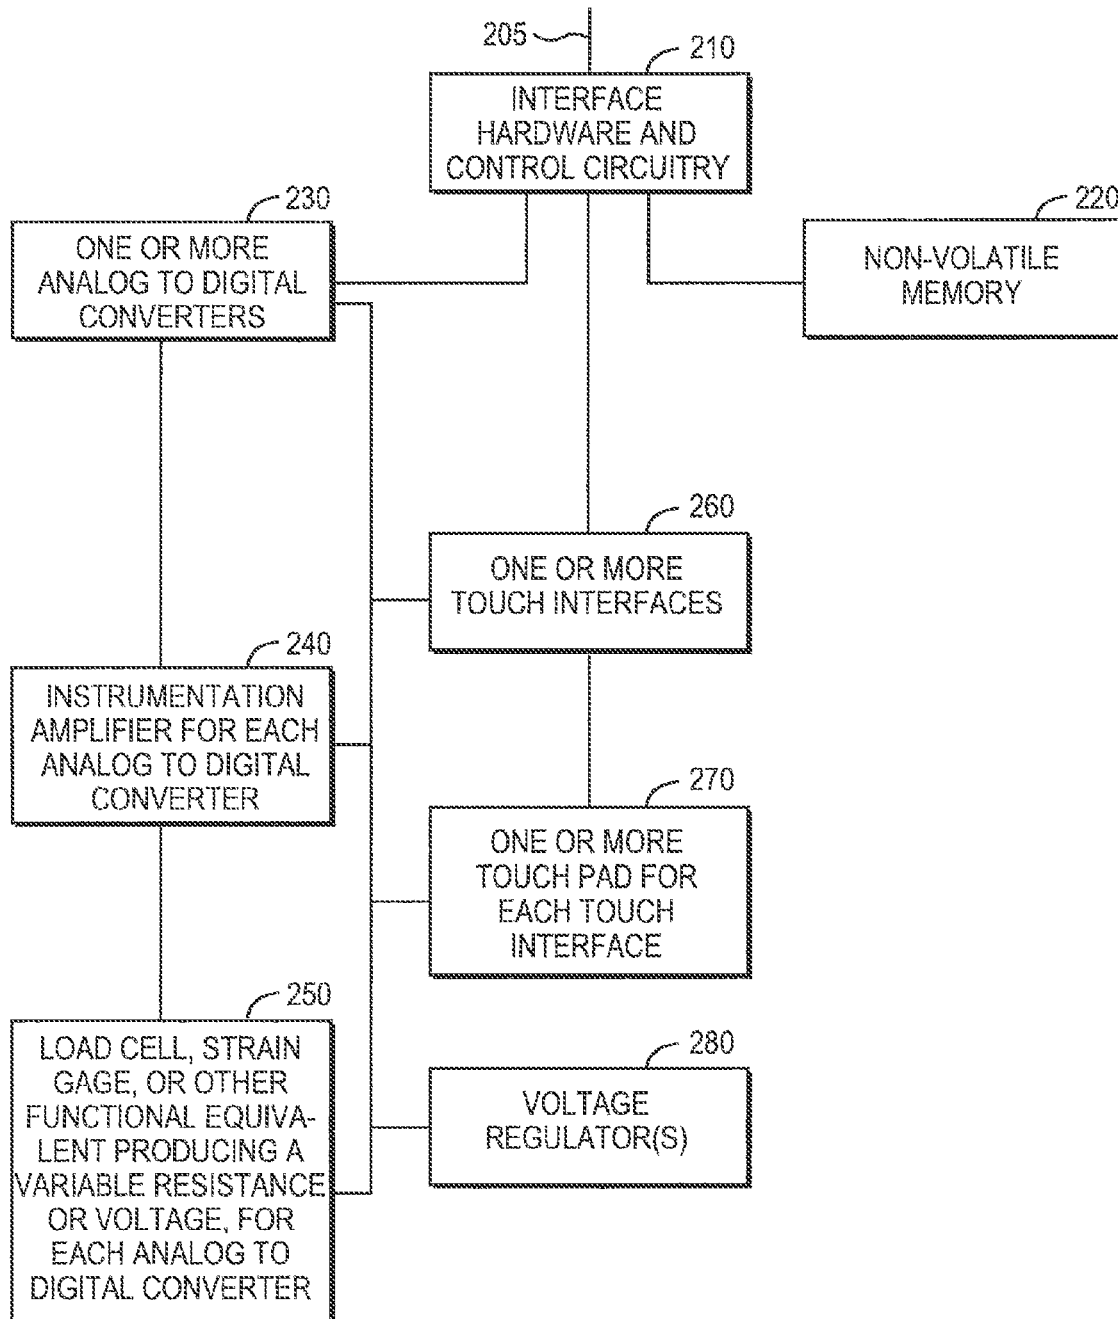 205
210
INTERFACE
HARDWARE AND
CONTROL CIRCUITRY
230
ONE OR MORE
ANALOG TO DIGITAL
CONVERTERS
220
NON-VOLATILE
MEMORY
260
ONE OR MORE
TOUCH INTERFACES
240
INSTRUMENTATION
AMPLIFIER FOR EACH
ANALOG TO DIGITAL
CONVERTER
270
ONE OR MORE
TOUCH PAD FOR
EACH TOUCH
INTERFACE
250
LOAD CELL, STRAIN
GAGE, OR OTHER
FUNCTIONAL EQUIVA-
LENT PRODUCING A
VARIABLE RESISTANCE
OR VOLTAGE, FOR
EACH ANALOG TO
DIGITAL CONVERTER
280
VOLTAGE
REGULATOR(S)